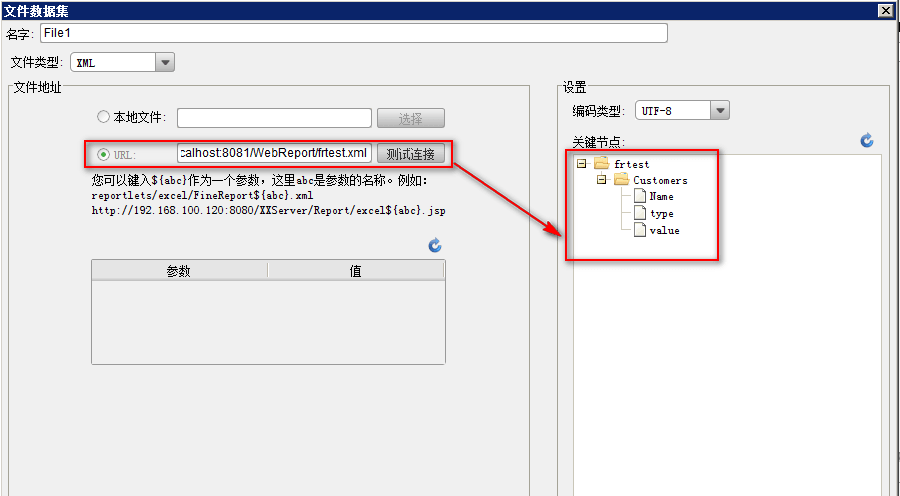 文件数据集
名字: File1
文件类型: XML
文件地址
本地文件: 选择
URL: calhost:8081/WebReport/frtest.xml 测试连接
您可以键入${abc}作为一个参数，这里abc是参数的名称。例如:
reportlets/excel/FineReport${abc}.xml
http://192.168.100.120:8080/XXServer/Report/excel${abc}.jsp
参数 值
设置
编码类型: UTF-8
关键节点:
frtest
Customers
Name
type
value